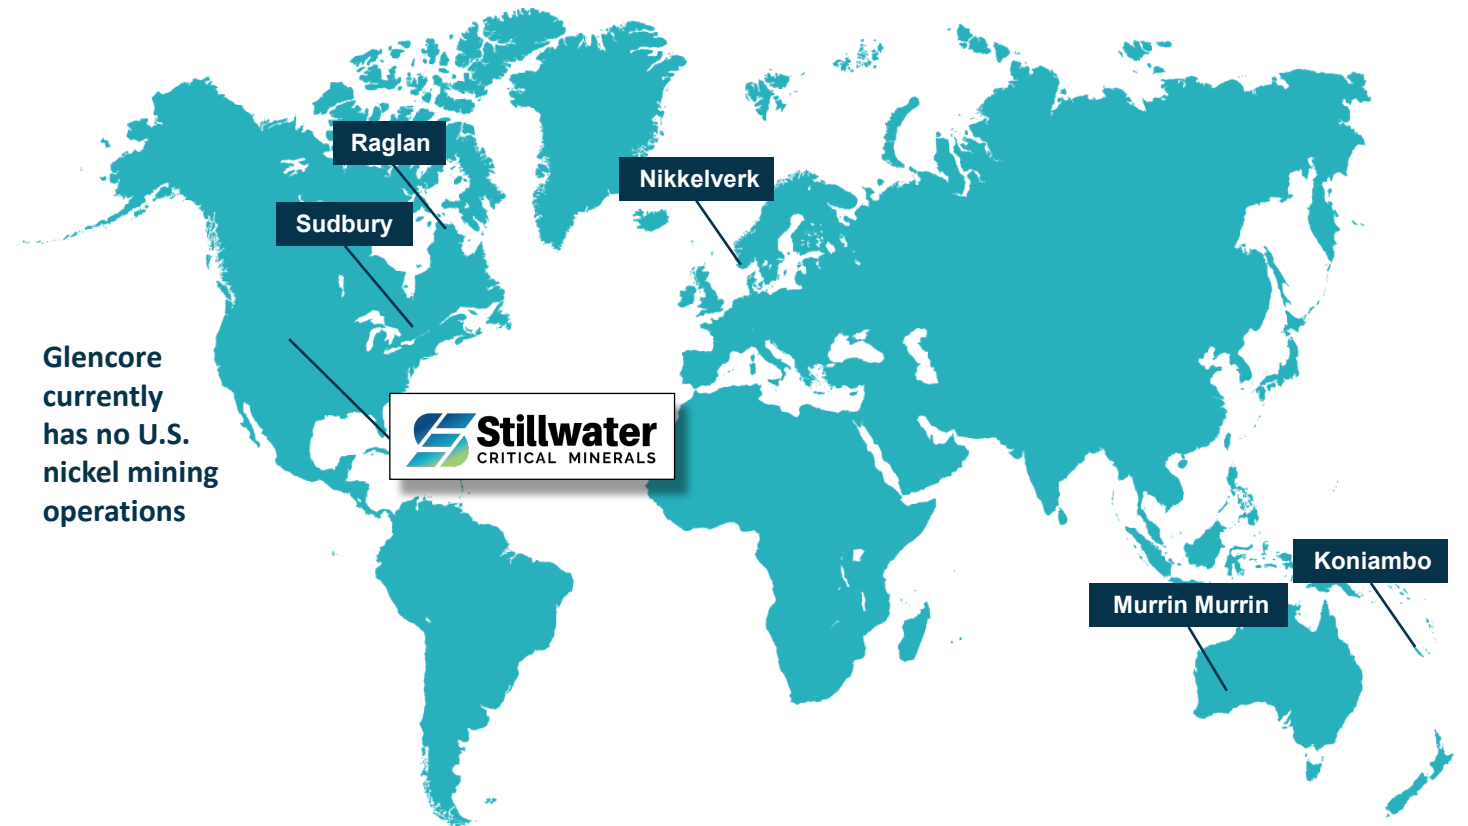 Raglan
Nikkelverk
Sudbury
Glencore
currently
has no U.S.
nickel mining
operations
Stillwater
CRITICAL MINERALS
Koniambo
Murrin Murrin